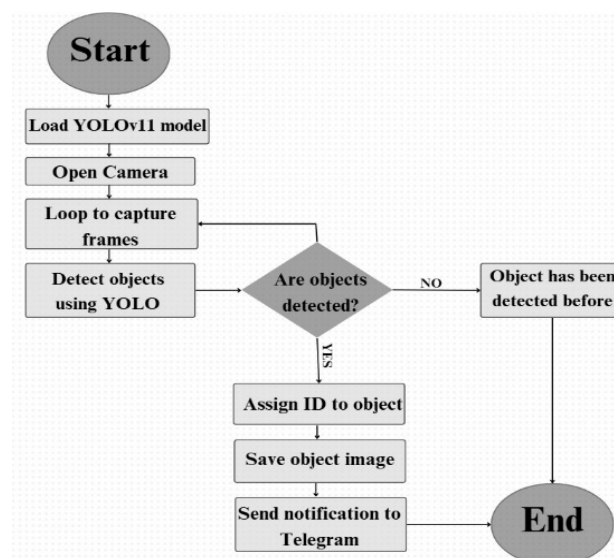 Start
Load YOLOv11 model
Open Camera
Loop to capture
frames
Detect objects
using YOLO
Are objects
detected?
NO
Object has been
detected before
YES
Assign ID to object
Save object image
Send notification to
Telegram
End